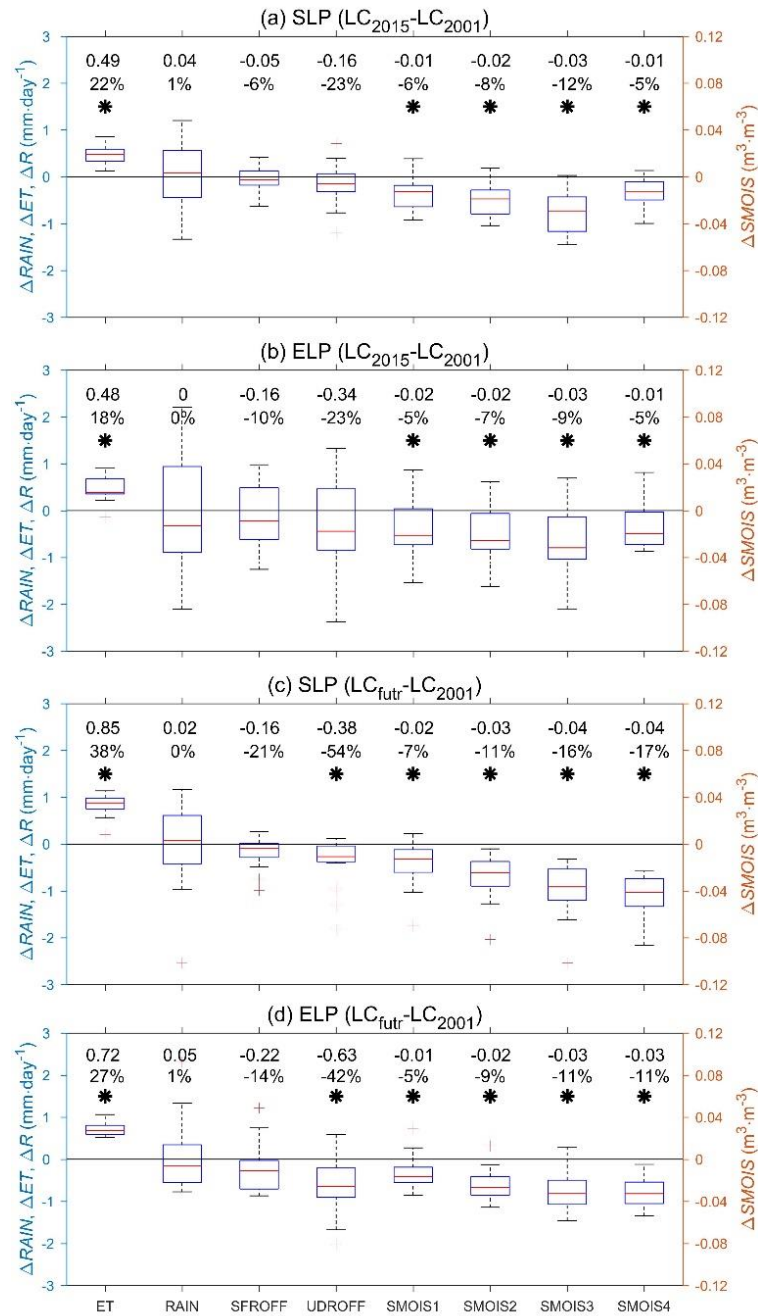 (a) SLP (LC2015-LC2001)
3
2
1
0
-1
-2
-3
ΔRAIN, ΔET, ΔR (mm·day-1)
0.49 0.04 -0.05 -0.16 -0.01 -0.02 -0.03 -0.01
22% 1% -6% -23% -6% -8% -12% -5%
* * * * *
0.12
0.08
0.04
0
-0.04
-0.08
-0.12
ΔSMOIS (m3·m-3)
(b) ELP (LC2015-LC2001)
3
2
1
0
-1
-2
-3
ΔRAIN, ΔET, ΔR (mm·day-1)
0.48 0 -0.16 -0.34 -0.02 -0.02 -0.03 -0.01
18% 0% -10% -23% -5% -7% -9% -5%
* * * * *
0.12
0.08
0.04
0
-0.04
-0.08
-0.12
ΔSMOIS (m3·m-3)
(c) SLP (LCfutr-LC2001)
3
2
1
0
-1
-2
-3
ΔRAIN, ΔET, ΔR (mm·day-1)
0.85 0.02 -0.16 -0.38 -0.02 -0.03 -0.04 -0.04
38% 0% -21% -54% -7% -11% -16% -17%
* * * * * *
0.12
0.08
0.04
0
-0.04
-0.08
-0.12
ΔSMOIS (m3·m-3)
(d) ELP (LCfutr-LC2001)
3
2
1
0
-1
-2
-3
ΔRAIN, ΔET, ΔR (mm·day-1)
0.72 0.05 -0.22 -0.63 -0.01 -0.02 -0.03 -0.03
27% 1% -14% -42% -5% -9% -11% -11%
* * * * * *
0.12
0.08
0.04
0
-0.04
-0.08
-0.12
ΔSMOIS (m3·m-3)
ET RAIN SFROFF UDROFF SMOIS1 SMOIS2 SMOIS3 SMOIS4